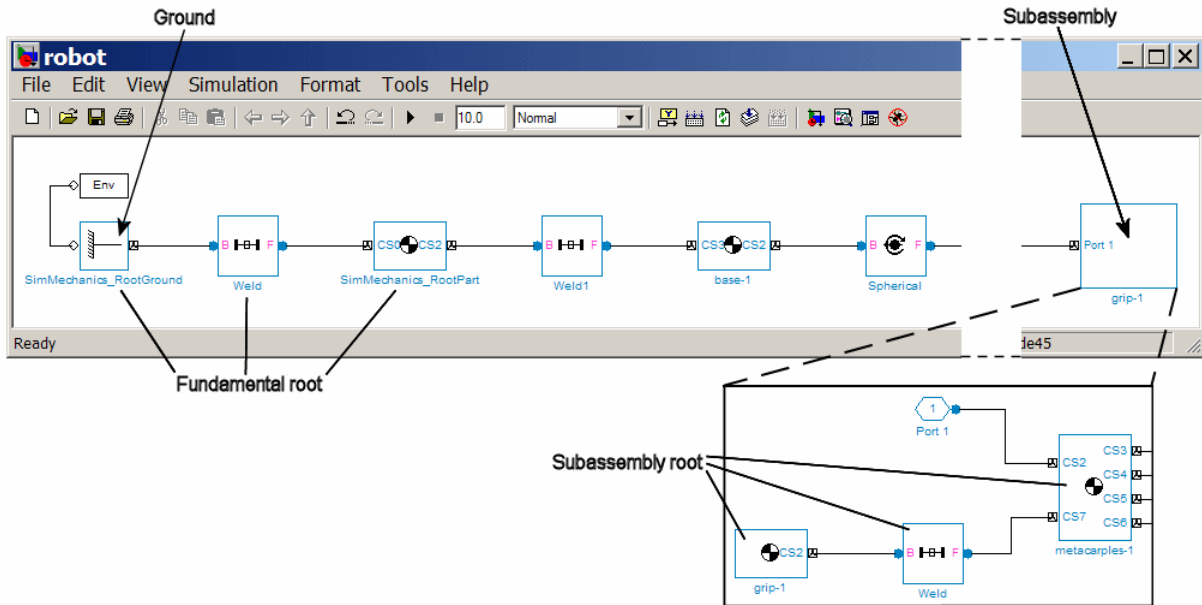 Ground
Subassembly
robot
File Edit View Simulation Format Tools Help
10.0 Normal
Env
SimMechanics_RootGround
B F
Weld
CS0 CS2
SimMechanics_RootPart
B F
Weld1
CS3 CS2
base-1
B F
Spherical
Port 1
grip-1
Ready
de45
Fundamental root
1
Port 1
Subassembly root
CS2
CS7
CS3
CS4
CS5
CS6
metacarples-1
CS2
grip-1
B F
Weld